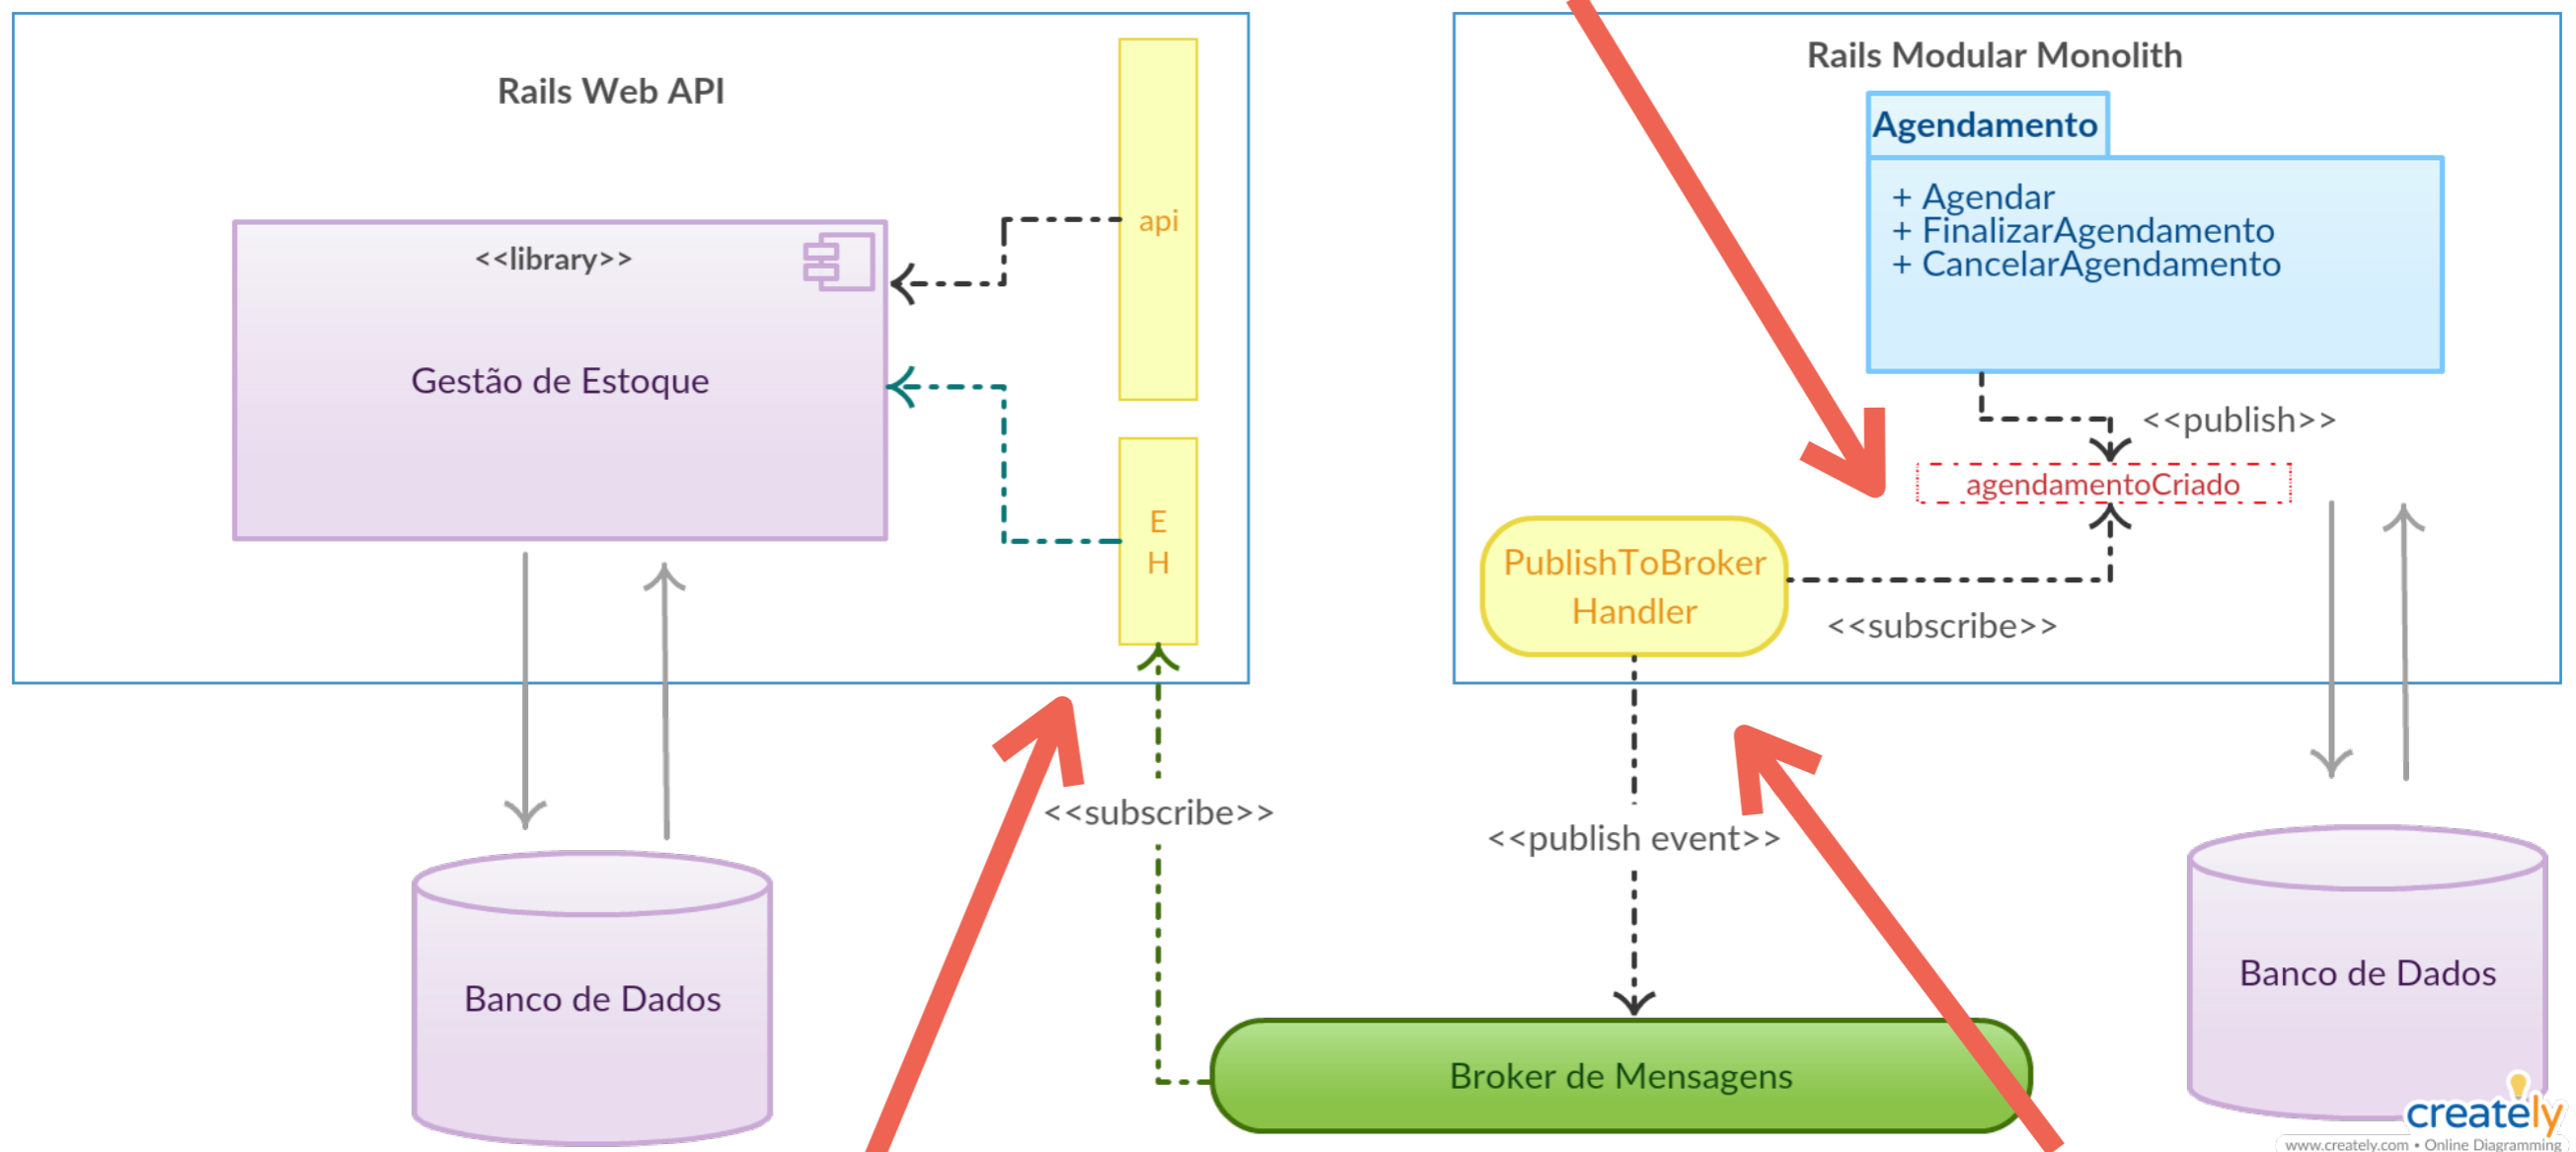 Rails Web API
api
<<library>>
Gestão de Estoque
E
H
<<subscribe>>
Banco de Dados
Rails Modular Monolith
Agendamento
+ Agendar
+ FinalizarAgendamento
+ CancelarAgendamento
<<publish>>
agendamentoCriado
PublishToBroker
Handler
<<subscribe>>
<<publish event>>
Broker de Mensagens
Banco de Dados
creately
www.creately.com • Online Diagramming